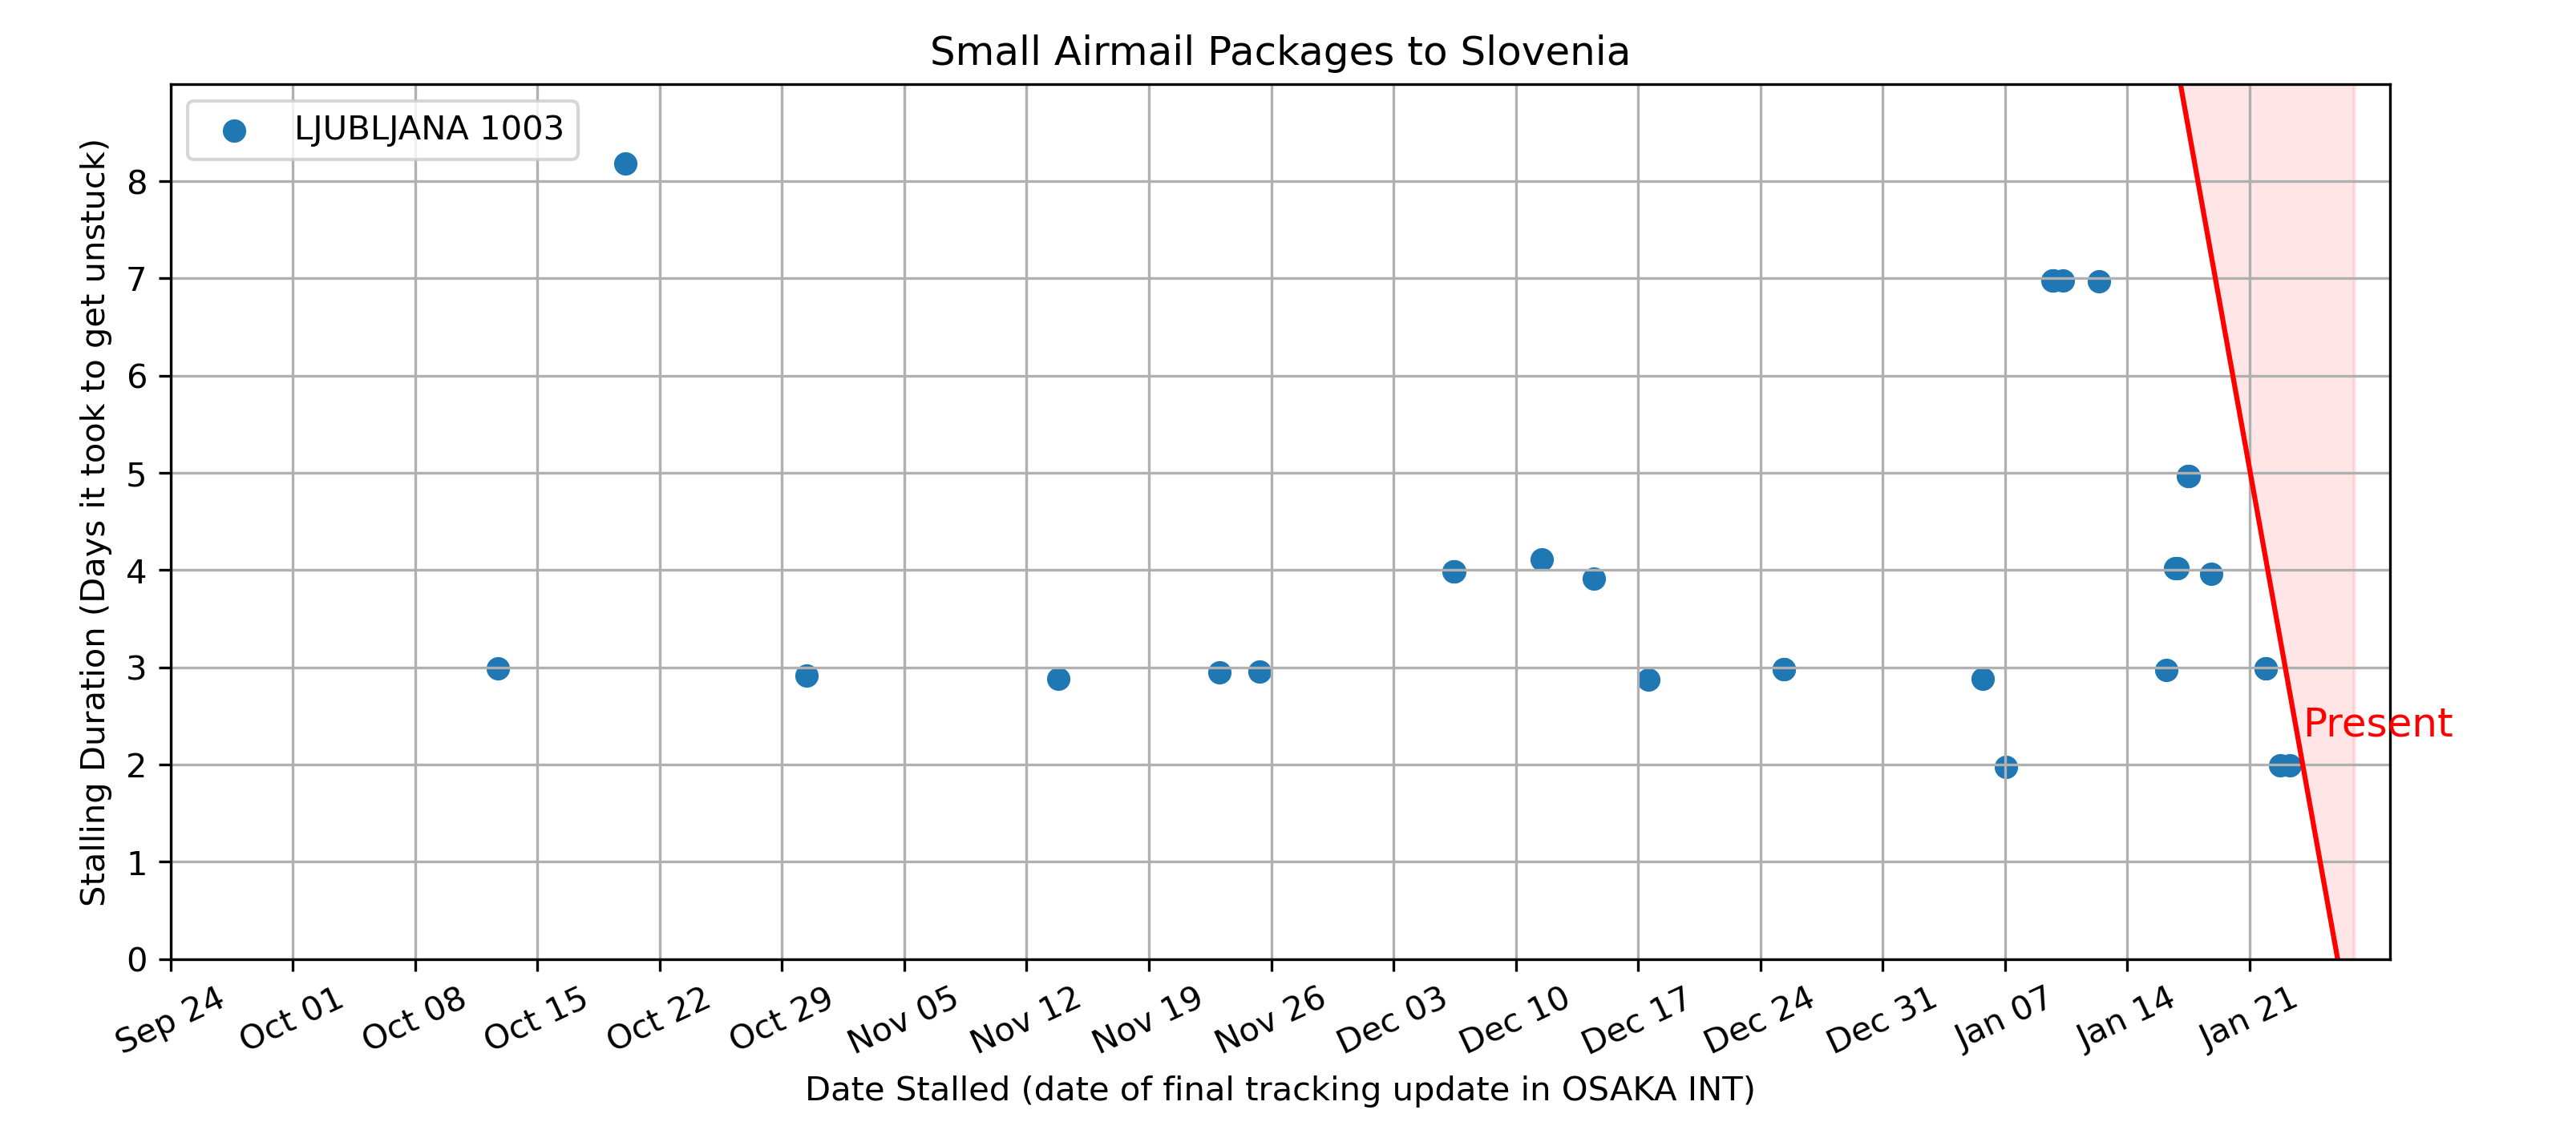 Small Airmail Packages to Slovenia
LJUBLJANA 1003
Stalling Duration (Days it took to get unstuck)
8
7
6
5
4
3
2
1
0
Present
Sep 24 Oct 01 Oct 08 Oct 15 Oct 22 Oct 29 Nov 05 Nov 12 Nov 19 Nov 26 Dec 03 Dec 10 Dec 17 Dec 24 Dec 31 Jan 07 Jan 14 Jan 21
Date Stalled (date of final tracking update in OSAKA INT)